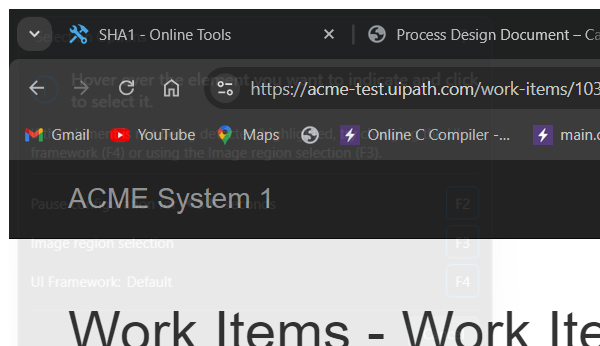 SHA1 - Online Tools
Process Design Document – Ca
Hover over the element you want to indicate and click
to select it.
https://acme-test.uipath.com/work-items/103
Gmail YouTube Maps Online C Compiler -... main.c
framework (F4) or using the Image region selection (F3).
ACME System 1
Pause F2
Image region selection F3
UI Framework: Default F4
Work Items - Work Ite